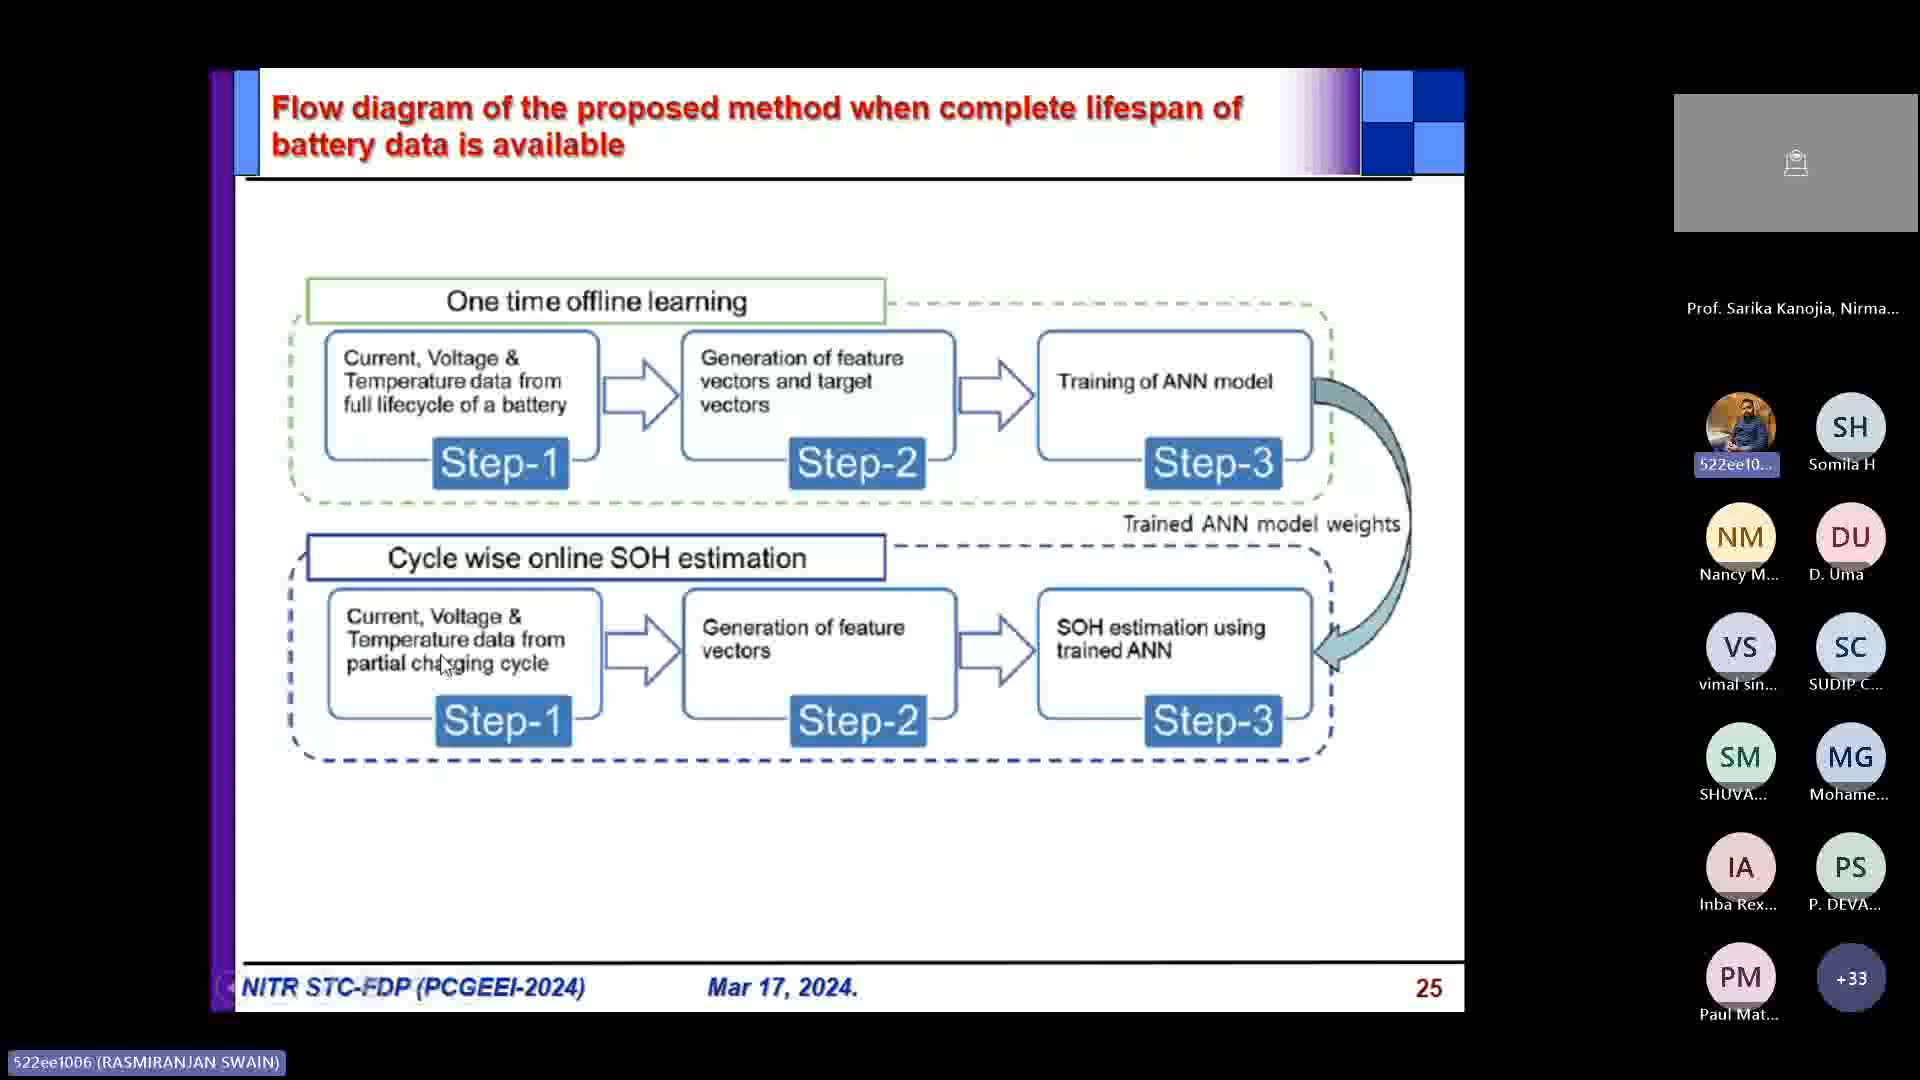 Flow diagram of the proposed method when complete lifespan of
battery data is available
One time offline learning
Current, Voltage &
Temperature data from
full lifecycle of a battery
Step-1
Generation of feature
vectors and target
vectors
Step-2
Training of ANN model
Step-3
Trained ANN model weights
Cycle wise online SOH estimation
Current, Voltage &
Temperature data from
partial charging cycle
Step-1
Generation of feature
vectors
Step-2
SOH estimation using
trained ANN
Step-3
NITR STC-FDP (PCGEEI-2024)
Mar 17, 2024.
25
Prof. Sarika Kanojia, Nirma...
522ee10...
SH
Somila H
NM
Nancy M...
DU
D. Uma
VS
vimal sin...
SC
SUDIP C...
SM
SHUVA...
MG
Mohame...
IA
Inba Rex...
PS
P. DEVA...
PM
Paul Mat...
+33
522ee1006 (RASMIRANJAN SWAIN)